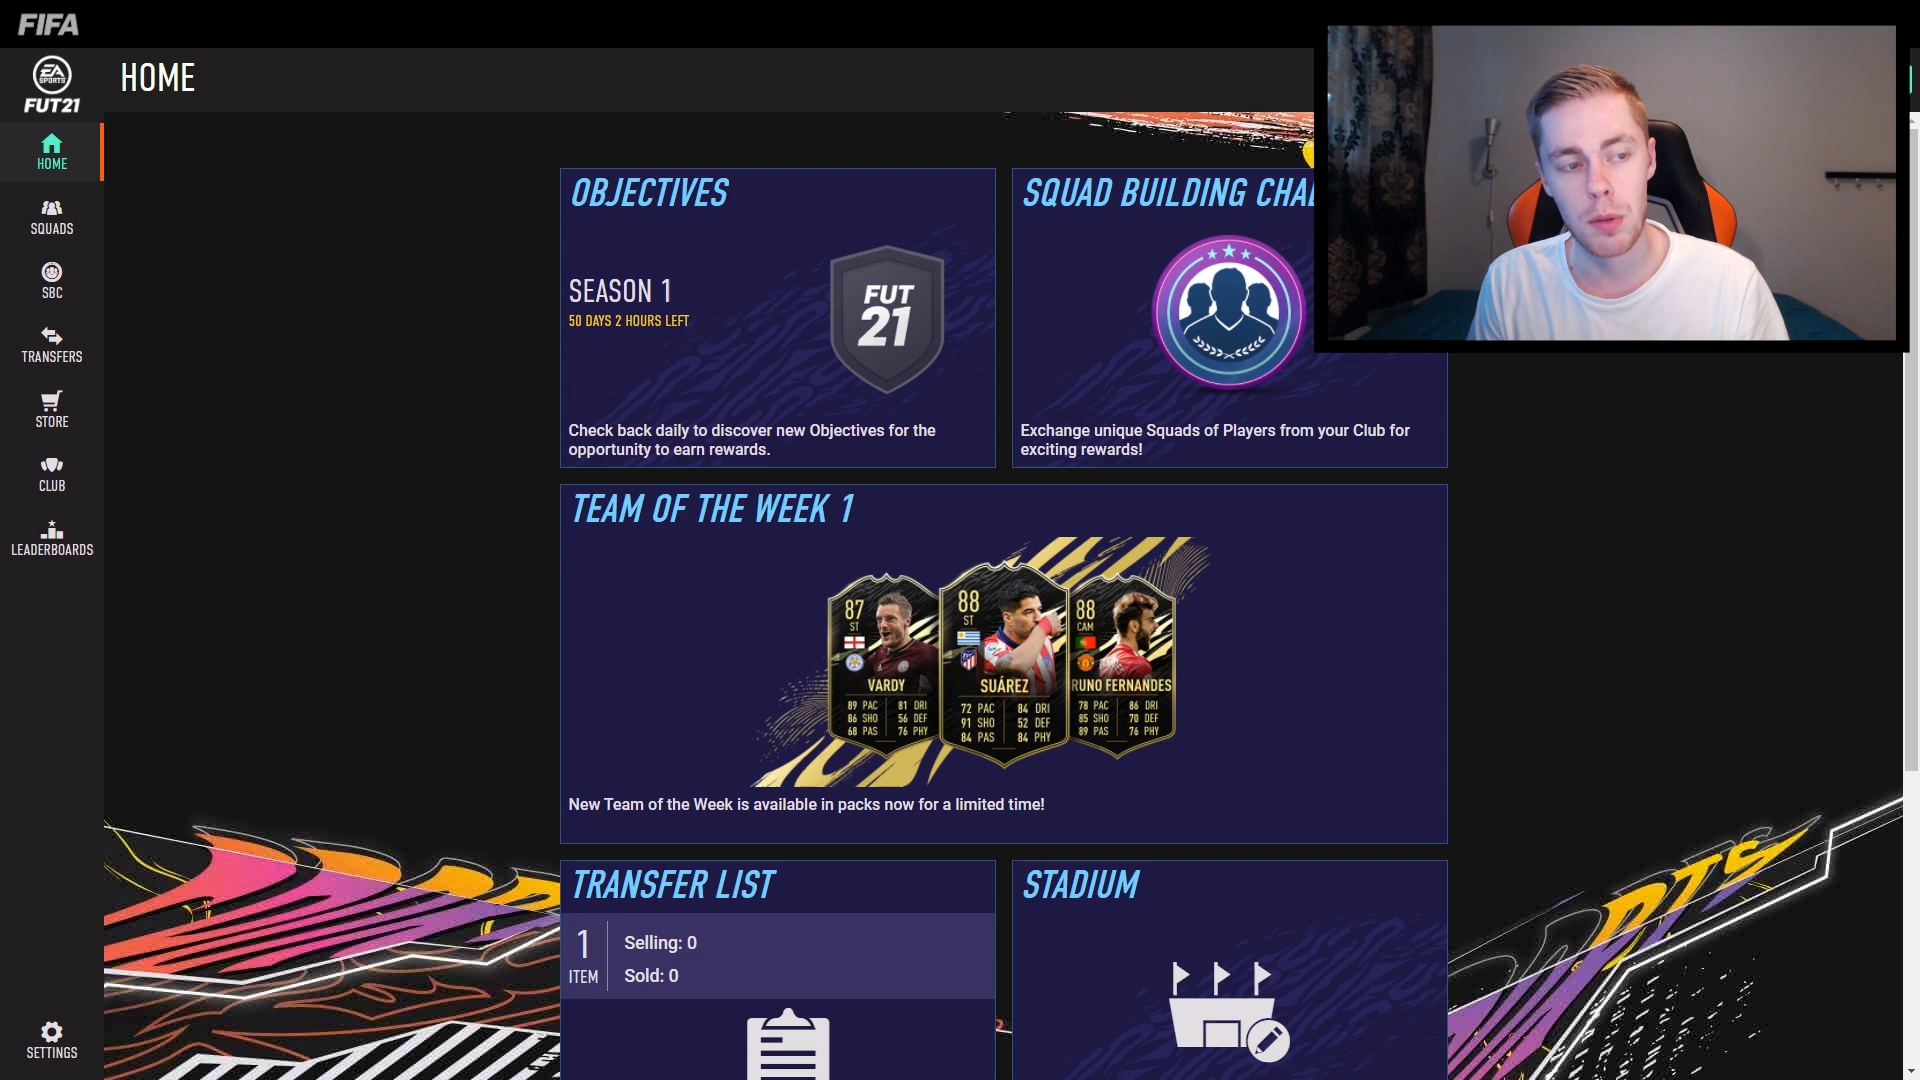 FIFA
EA SPORTS
FUT21
HOME
HOME
SQUADS
SBC
TRANSFERS
STORE
CLUB
LEADERBOARDS
SETTINGS
OBJECTIVES
SEASON 1
50 DAYS 2 HOURS LEFT
FUT
21
Check back daily to discover new Objectives for the
opportunity to earn rewards.
SQUAD BUILDING CHAL
Exchange unique Squads of Players from your Club for
exciting rewards!
TEAM OF THE WEEK 1
87
ST
VARDY
89 PAC 81 DRI
86 SHO 56 DEF
68 PAS 76 PHY
88
ST
SUÁREZ
72 PAC 84 DRI
91 SHO 52 DEF
84 PAS 84 PHY
88
CAM
RUNO FERNANDES
78 PAC 86 DRI
85 SHO 70 DEF
89 PAS 76 PHY
New Team of the Week is available in packs now for a limited time!
TRANSFER LIST
1
ITEM
Selling: 0
Sold: 0
STADIUM